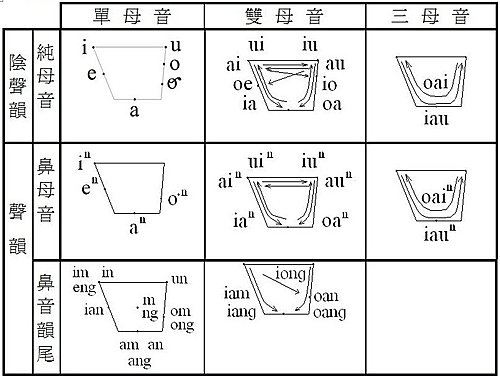 單母音 雙母音 三母音
陰聲韻
純母音
i u
o
e
a
ui iu
ai au
oe io
ia oa
oai
iau
聲韻
鼻母音
iⁿ
eⁿ
o·ⁿ
aⁿ
uiⁿ iuⁿ
aiⁿ auⁿ
iaⁿ oaⁿ
oaiⁿ
iauⁿ
鼻音韻尾
im in un
eng
m
ian ng om
ong
am an
ang
iong
iam oan
iang oang